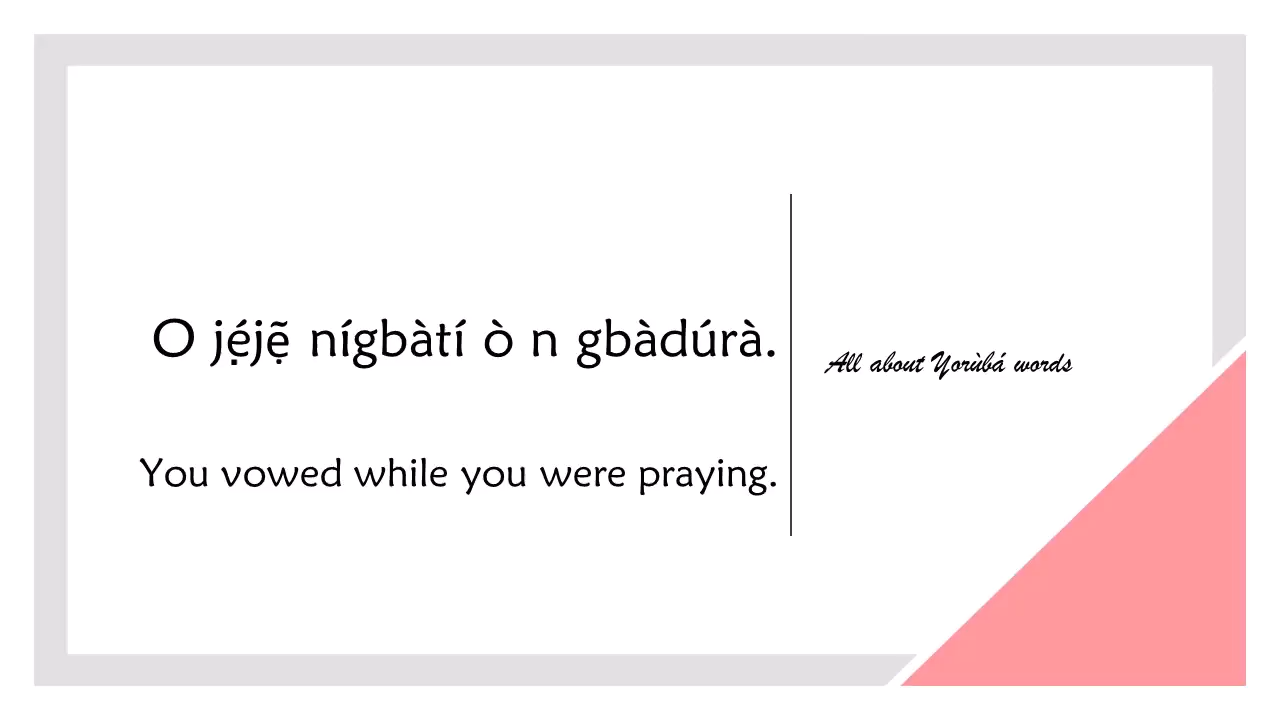 O jẹ́jẹ̃ nígbàtí ò n gbàdúrà.
You vowed while you were praying.
All about Yorùbá words